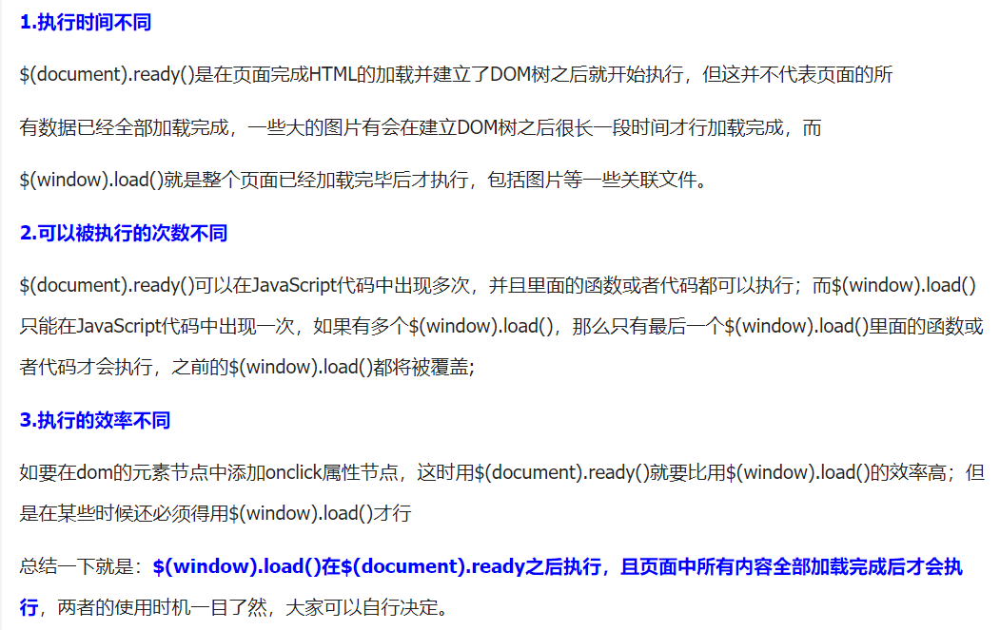 1.执行时间不同
$(document).ready()是在页面完成HTML的加载并建立了DOM树之后就开始执行，但这并不代表页面的所
有数据已经全部加载完成，一些大的图片有会在建立DOM树之后很长一段时间才行加载完成，而
$(window).load()就是整个页面已经加载完毕后才执行，包括图片等一些关联文件。
2.可以被执行的次数不同
$(document).ready()可以在JavaScript代码中出现多次，并且里面的函数或者代码都可以执行；而$(window).load()
只能在JavaScript代码中出现一次，如果有多个$(window).load()，那么只有最后一个$(window).load()里面的函数或
者代码才会执行，之前的$(window).load()都将被覆盖;
3.执行的效率不同
如要在dom的元素节点中添加onclick属性节点，这时用$(document).ready()就要比用$(window).load()的效率高；但
是在某些时候还必须得用$(window).load()才行
总结一下就是：$(window).load()在$(document).ready之后执行，且页面中所有内容全部加载完成后才会执
行，两者的使用时机一目了然，大家可以自行决定。